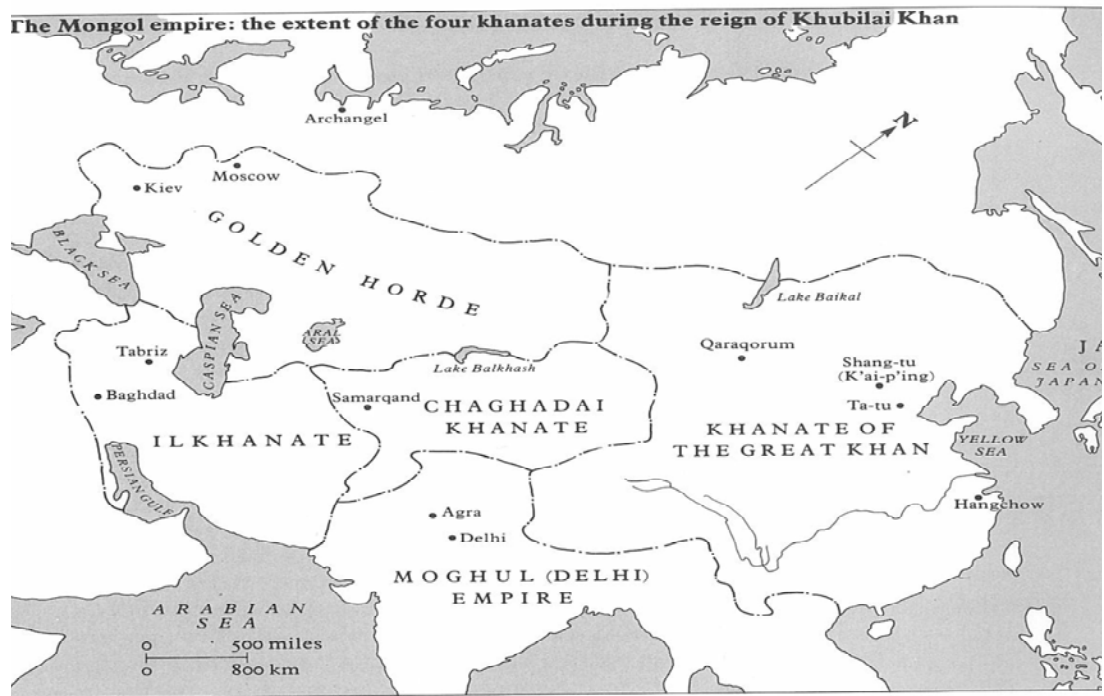 The Mongol empire: the extent of the four khanates during the reign of Khubilai Khan
Archangel
N
Moscow
Kiev
GOLDEN HORDE
BLACK SEA
CASPIAN SEA
ARAL
SEA
Lake Baikal
Lake Balkhash
Tabriz
Baghdad
Samarqand
ILKHANATE
CHAGHADAI
KHANATE
Qaraqorum
Shang-tu
(K'ai-p'ing)
Ta-tu
KHANATE OF
THE GREAT KHAN
JA
SEA OF
JAPAN
YELLOW
SEA
Hangchow
PERSIAN GULF
Agra
Delhi
MOGHUL (DELHI)
EMPIRE
ARABIAN
SEA
0 500 miles
0 800 km